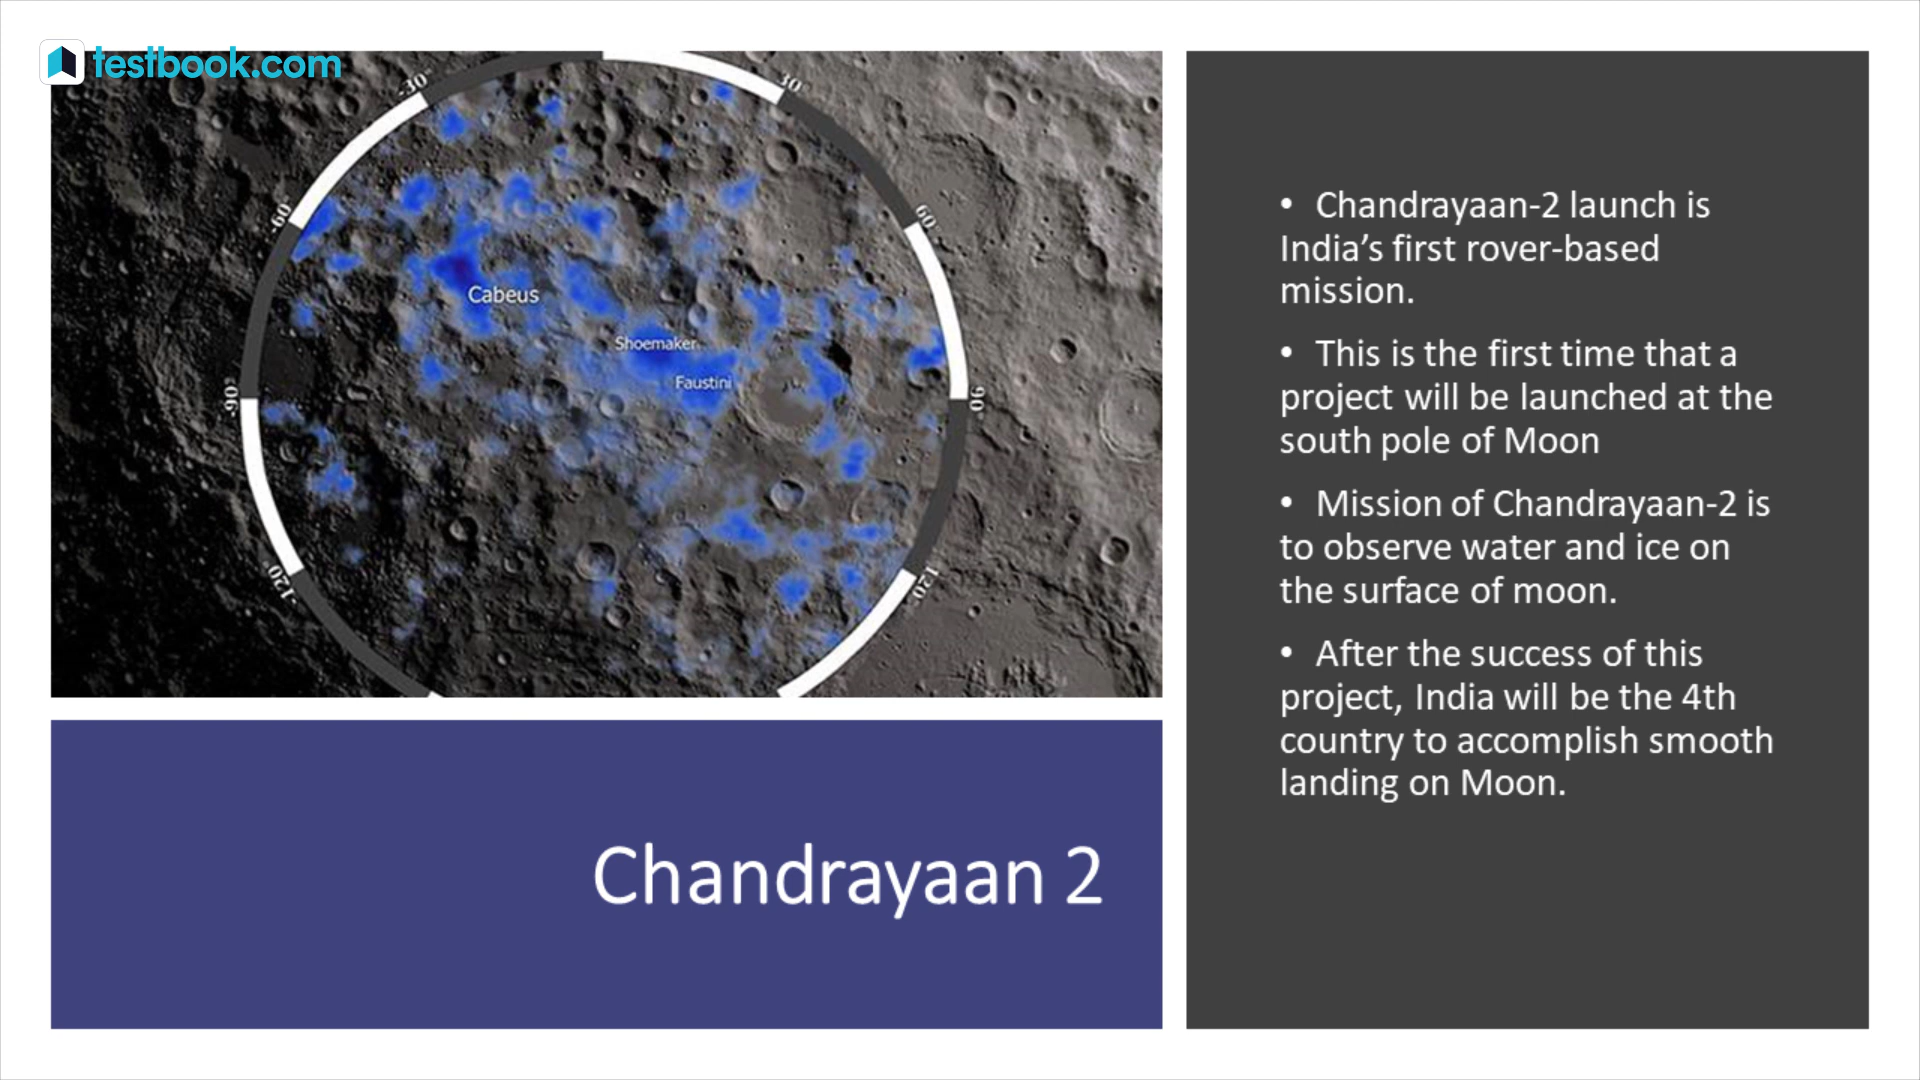 testbook.com
-30°
30
-60
60
Cabeus
Shoemaker
Faustini
-90°
90°
-120°
120°
Chandrayaan 2
• Chandrayaan-2 launch is
India’s first rover-based
mission.
• This is the first time that a
project will be launched at the
south pole of Moon
• Mission of Chandrayaan-2 is
to observe water and ice on
the surface of moon.
• After the success of this
project, India will be the 4th
country to accomplish smooth
landing on Moon.